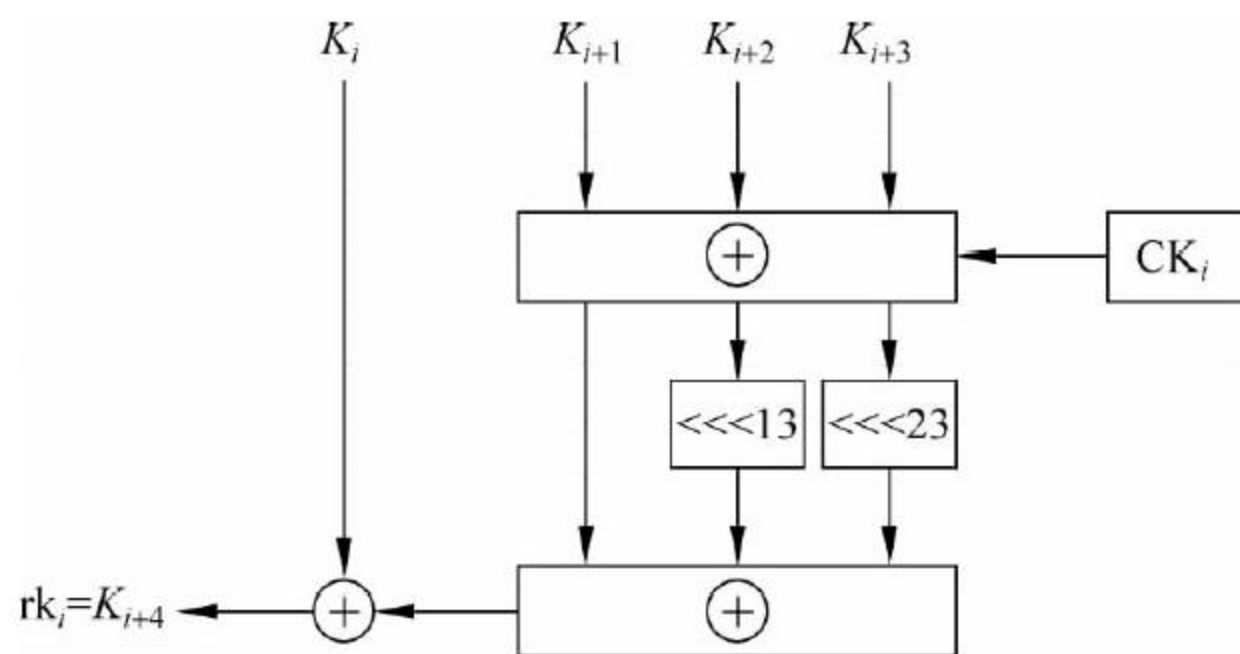 K_i K_{i+1} K_{i+2} K_{i+3}
⊕ CK_i
<<<13 <<<23
rk_i=K_{i+4} ⊕ ⊕